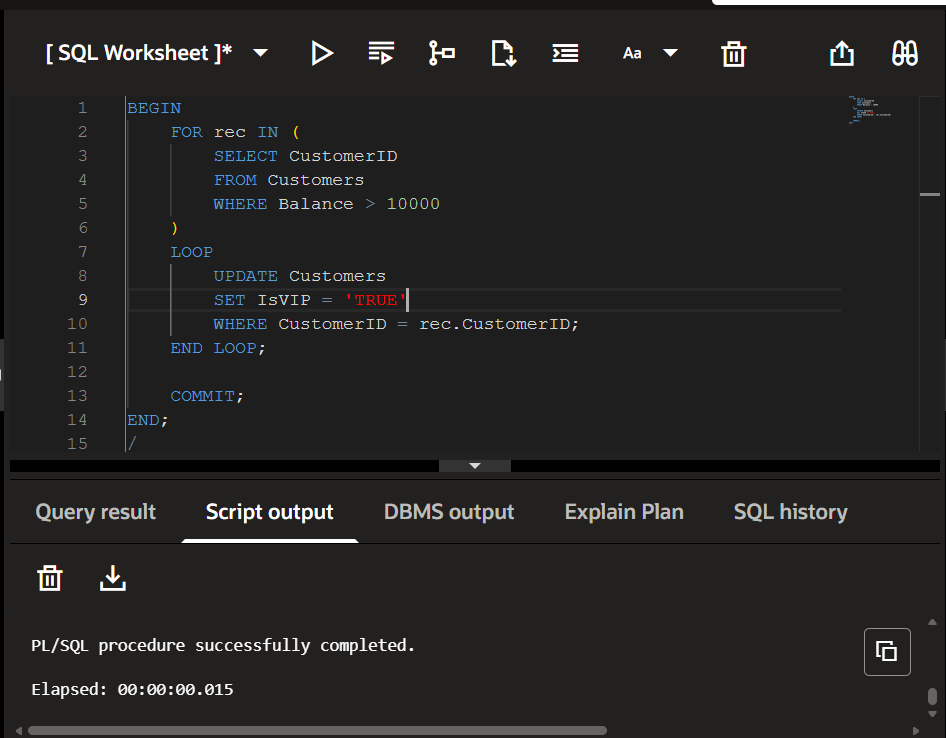 [ SQL Worksheet ]* Aa
1 BEGIN
2     FOR rec IN (
3         SELECT CustomerID
4         FROM Customers
5         WHERE Balance > 10000
6     )
7     LOOP
8         UPDATE Customers
9         SET IsVIP = 'TRUE'
10         WHERE CustomerID = rec.CustomerID;
11     END LOOP;
12
13     COMMIT;
14 END;
15 /
Query result Script output DBMS output Explain Plan SQL history
PL/SQL procedure successfully completed.
Elapsed: 00:00:00.015